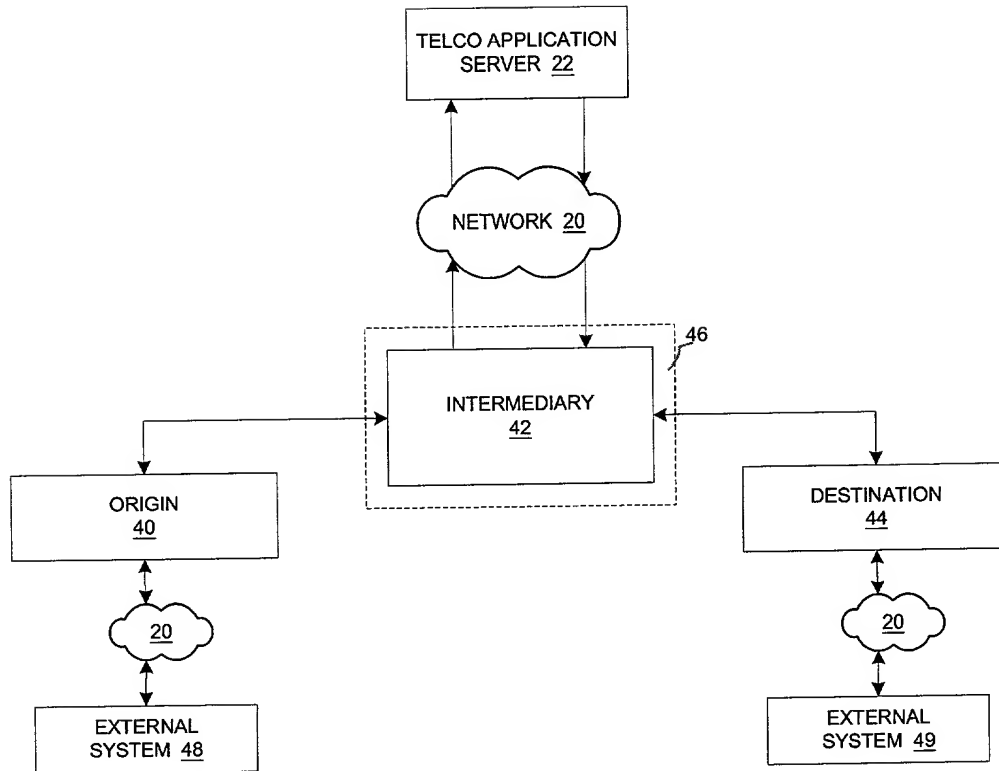 TELCO APPLICATION
SERVER 22
NETWORK 20
46
INTERMEDIARY
42
ORIGIN
40
DESTINATION
44
20
20
EXTERNAL
SYSTEM 48
EXTERNAL
SYSTEM 49